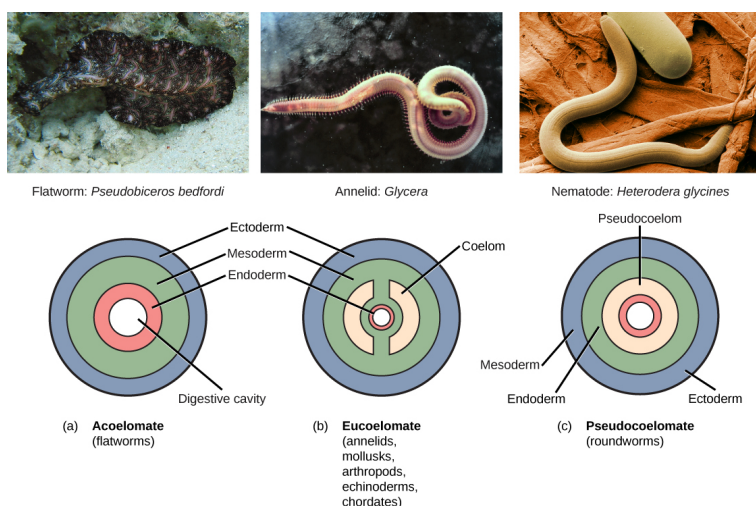 Flatworm: Pseudobiceros bedfordi
Annelid: Glycera
Nematode: Heterodera glycines
Ectoderm
Mesoderm
Endoderm
Digestive cavity
Coelom
Pseudocoelom
Mesoderm
Endoderm
Ectoderm
(a) Acoelomate
(flatworms)
(b) Eucoelomate
(annelids,
mollusks,
arthropods,
echinoderms,
chordates)
(c) Pseudocoelomate
(roundworms)